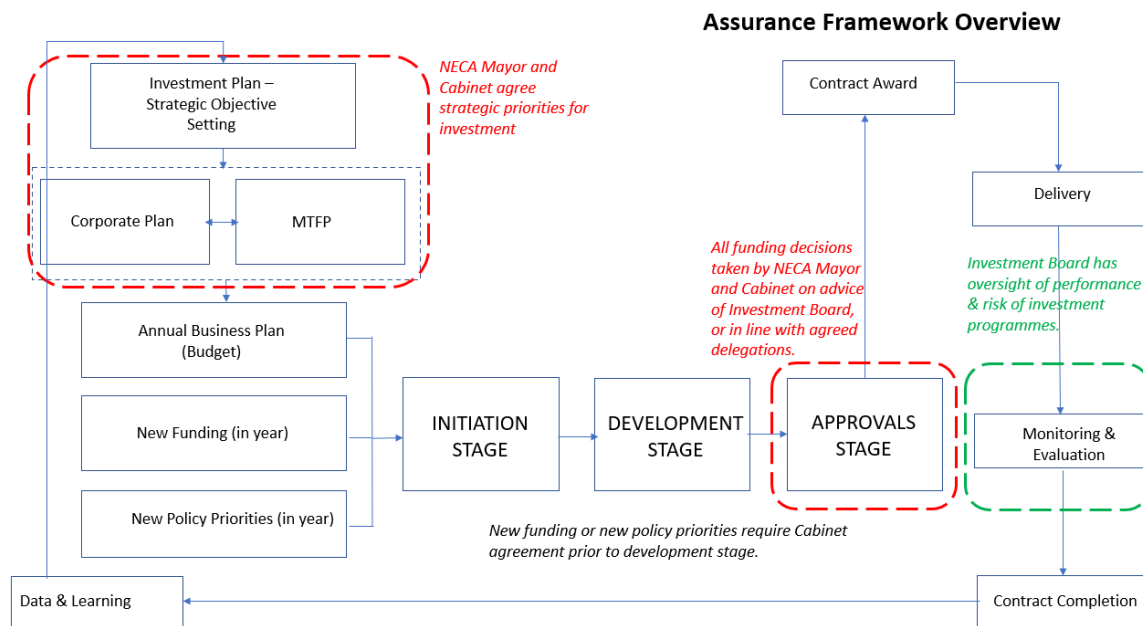 Assurance Framework Overview
Investment Plan –
Strategic Objective
Setting
NECA Mayor and
Cabinet agree
strategic priorities for
investment
Corporate Plan
MTFP
Annual Business Plan
(Budget)
New Funding (in year)
New Policy Priorities (in year)
INITIATION
STAGE
DEVELOPMENT
STAGE
APPROVALS
STAGE
All funding decisions
taken by NECA Mayor
and Cabinet on advice
of Investment Board,
or in line with agreed
delegations.
Contract Award
Delivery
Investment Board has
oversight of performance
& risk of investment
programmes.
Monitoring &
Evaluation
New funding or new policy priorities require Cabinet
agreement prior to development stage.
Contract Completion
Data & Learning